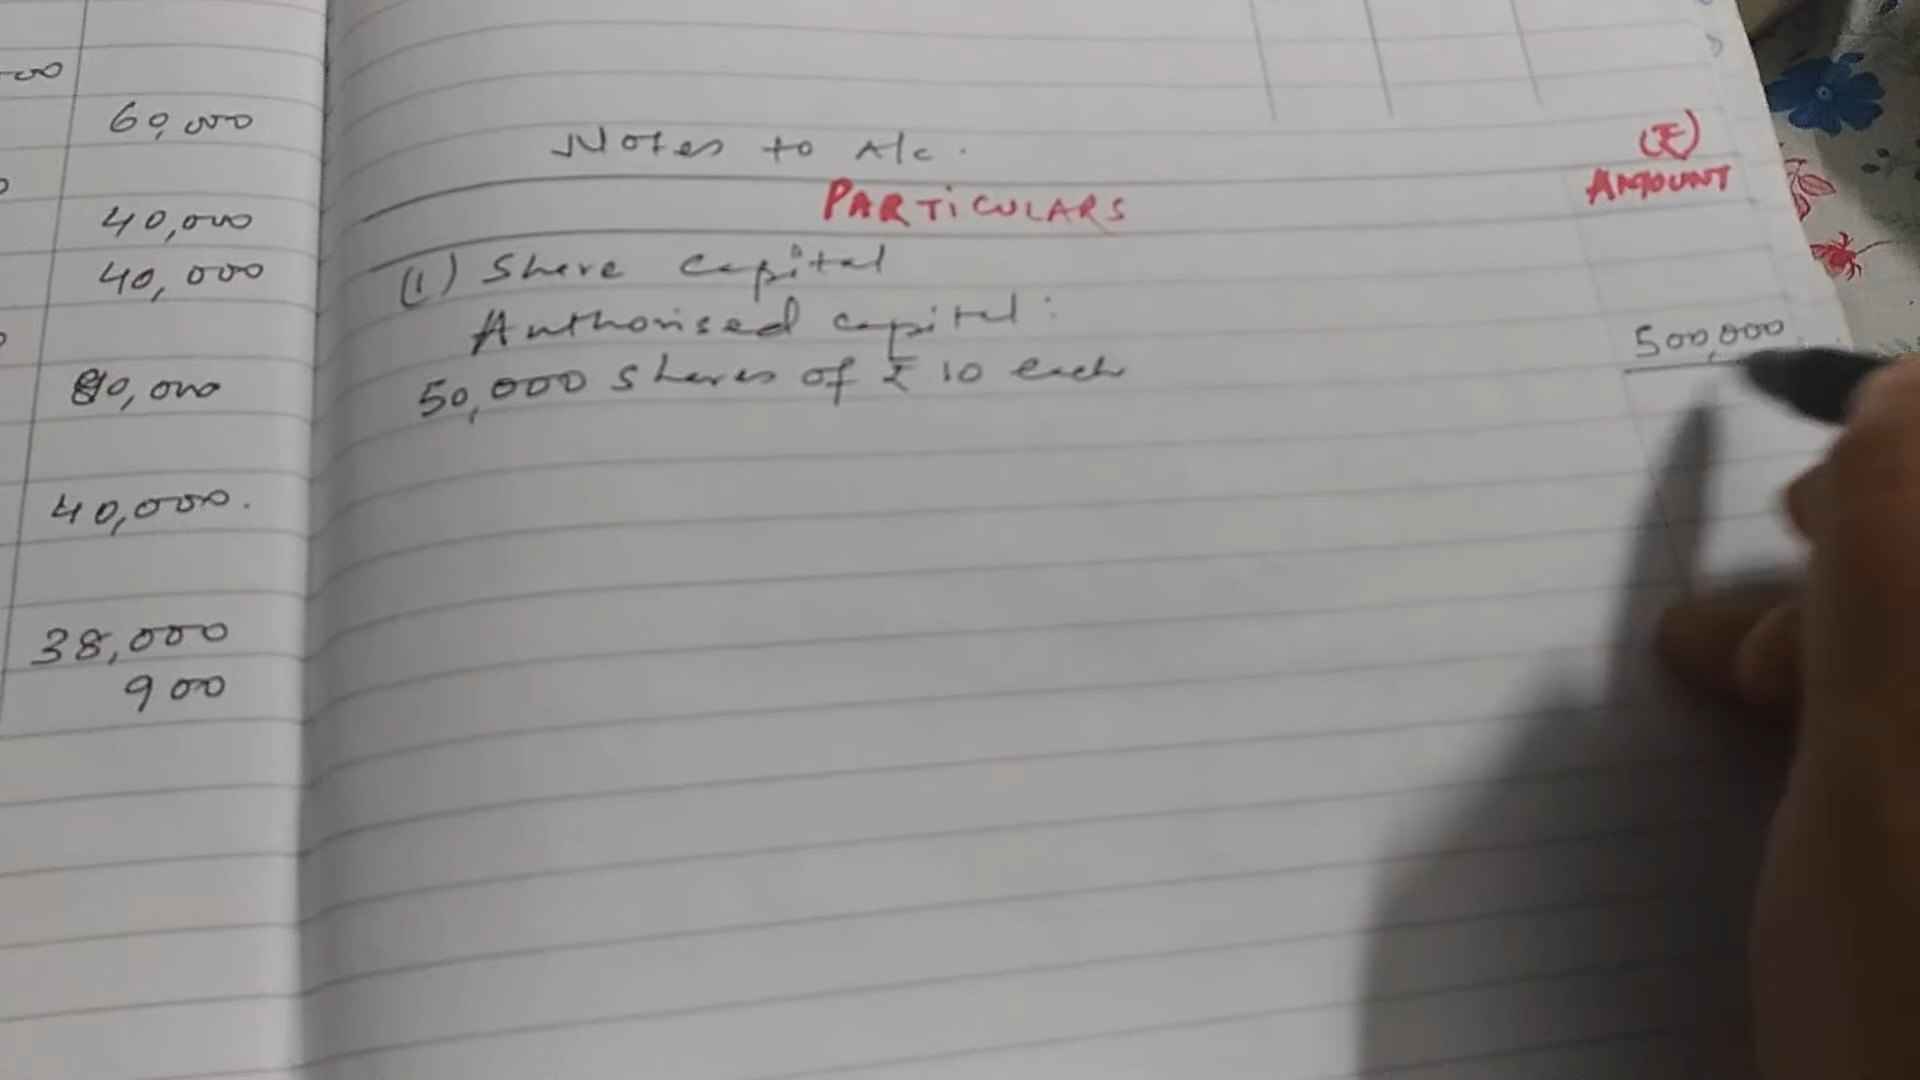 60,000
40,000
40,000
80,000
40,000.
38,000
900
Notes to A/c.
PARTICULARS
(₹)
AMOUNT
(1) Share Capital
Authorised capital:
50,000 shares of ₹ 10 each
500,000